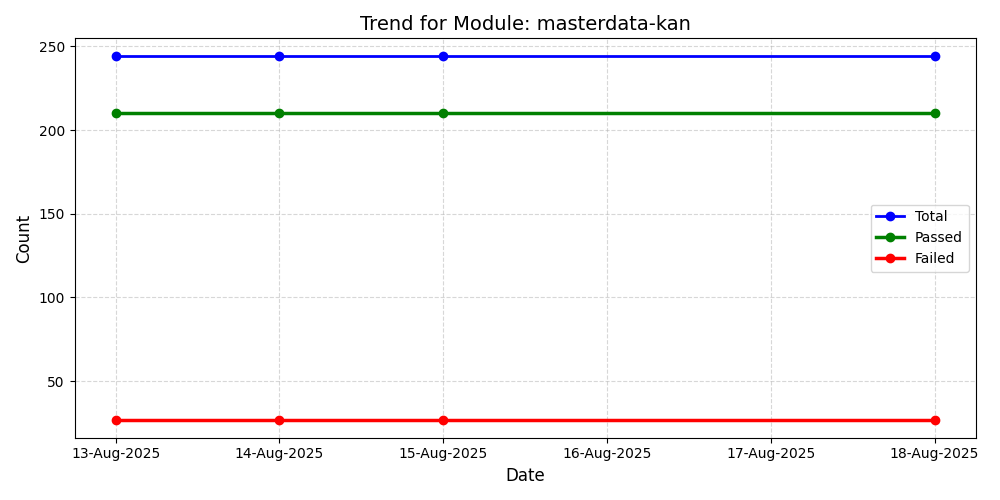 Trend for Module: masterdata-kan
250
200
150
100
50
Count
Total
Passed
Failed
13-Aug-2025 14-Aug-2025 15-Aug-2025 16-Aug-2025 17-Aug-2025 18-Aug-2025
Date